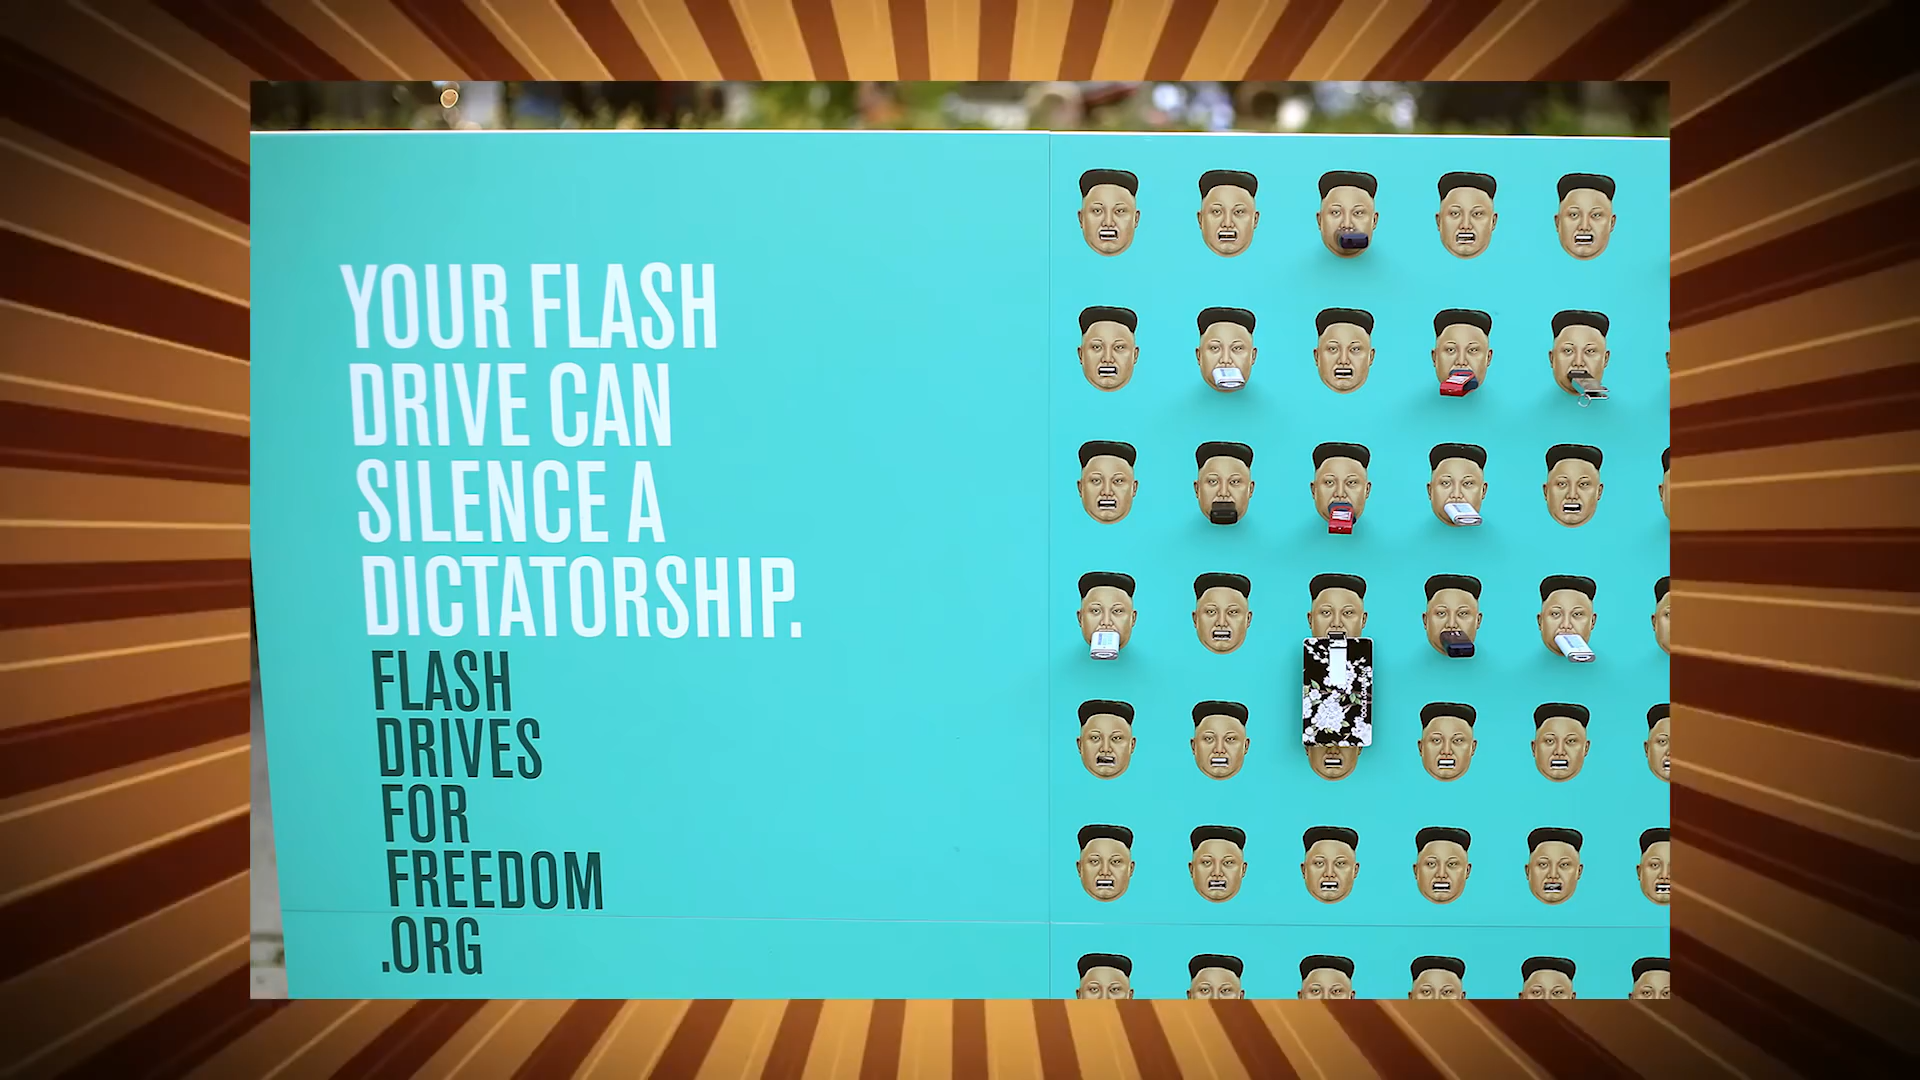 YOUR FLASH
DRIVE CAN
SILENCE A
DICTATORSHIP.
FLASH
DRIVES
FOR
FREEDOM
.ORG